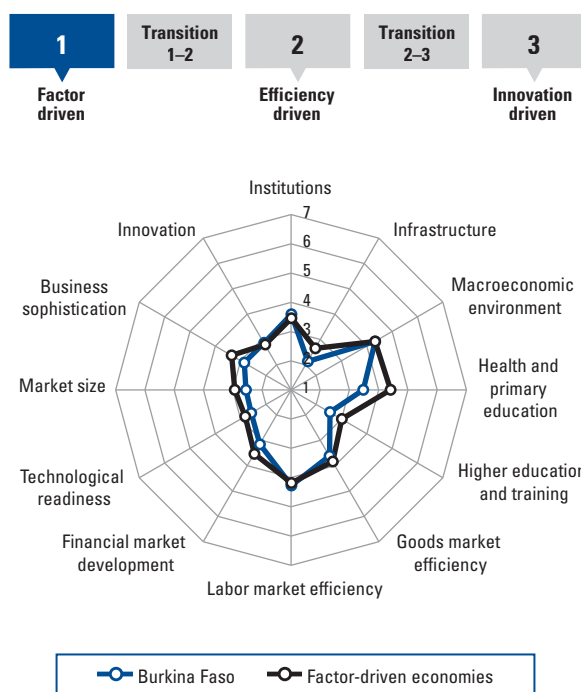 1
Transition
1–2
2
Transition
2–3
3
Factor
driven
Efficiency
driven
Innovation
driven
Institutions
Infrastructure
Macroeconomic
environment
Health and
primary
education
Higher education
and training
Goods market
efficiency
Labor market efficiency
Financial market
development
Technological
readiness
Market size
Business
sophistication
Innovation
7
6
5
4
3
2
1
Burkina Faso
Factor-driven economies